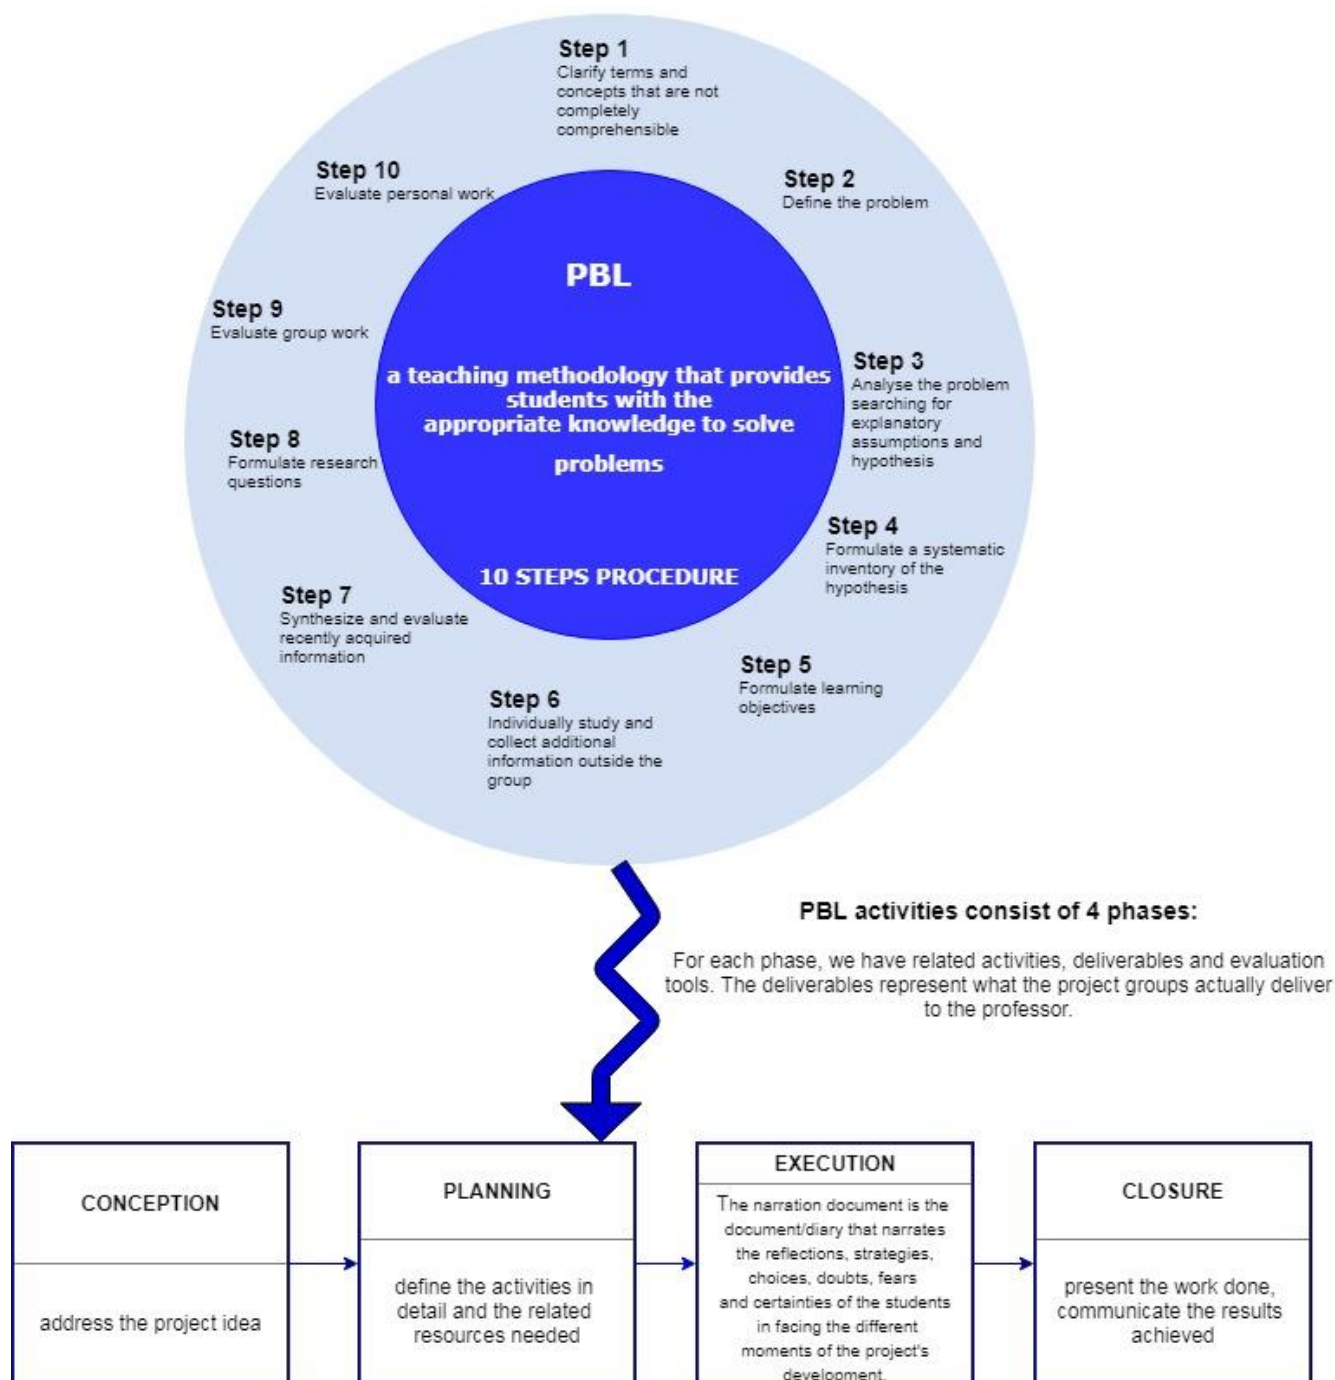 Step 1
Clarify terms and
concepts that are not
completely
comprehensible
Step 2
Define the problem
Step 3
Analyse the problem
searching for
explanatory
assumptions and
hypothesis
Step 4
Formulate a systematic
inventory of the
hypothesis
Step 5
Formulate learning
objectives
Step 6
Individually study and
collect additional
information outside the
group
Step 7
Synthesize and evaluate
recently acquired
information
Step 8
Formulate research
questions
Step 9
Evaluate group work
Step 10
Evaluate personal work
PBL
a teaching methodology that provides
students with the
appropriate knowledge to solve
problems
10 STEPS PROCEDURE
PBL activities consist of 4 phases:
For each phase, we have related activities, deliverables and evaluation
tools. The deliverables represent what the project groups actually deliver
to the professor.
CONCEPTION
address the project idea
PLANNING
define the activities in
detail and the related
resources needed
EXECUTION
The narration document is the
document/diary that narrates
the reflections, strategies,
choices, doubts, fears
and certainties of the students
in facing the different
moments of the project's
development.
CLOSURE
present the work done,
communicate the results
achieved